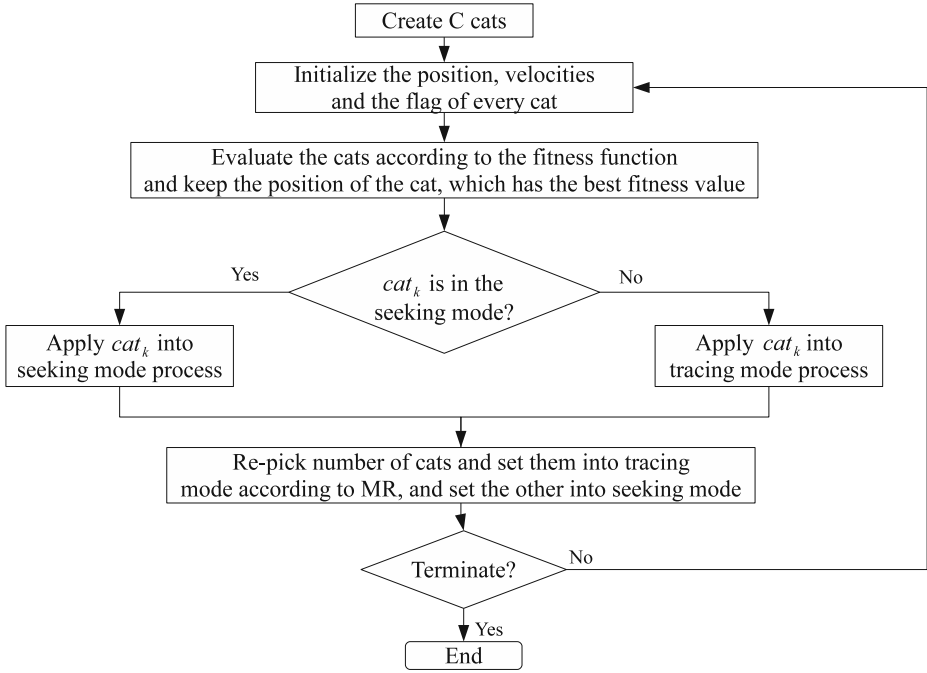 Create C cats
Initialize the position, velocities
and the flag of every cat
Evaluate the cats according to the fitness function
and keep the position of the cat, which has the best fitness value
Yes
cat_k is in the
seeking mode?
No
Apply cat_k into
seeking mode process
Apply cat_k into
tracing mode process
Re-pick number of cats and set them into tracing
mode according to MR, and set the other into seeking mode
Terminate?
No
Yes
End